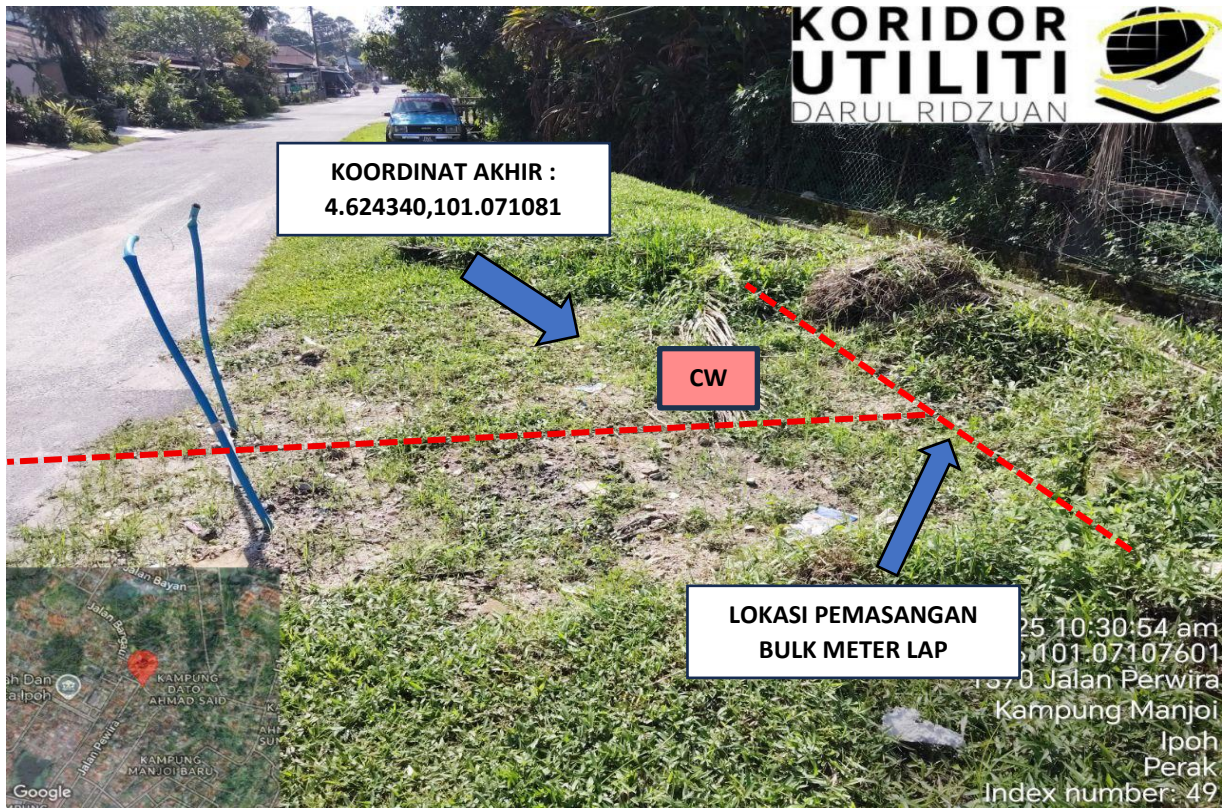 KORIDOR
UTILITI
DARUL RIDZUAN
KOORDINAT AKHIR :
4.624340,101.071081
CW
LOKASI PEMASANGAN
BULK METER LAP
25 10:30:54 am
101.07107601
Jalan Perwira
Kampung Manjoi
Ipoh
Perak
Index number: 49
Jalan Bayan
KAMPUNG
DATO
AHMAD SAID
Jalan Pewira
KAMPUNG
MANJOI BARU
Google